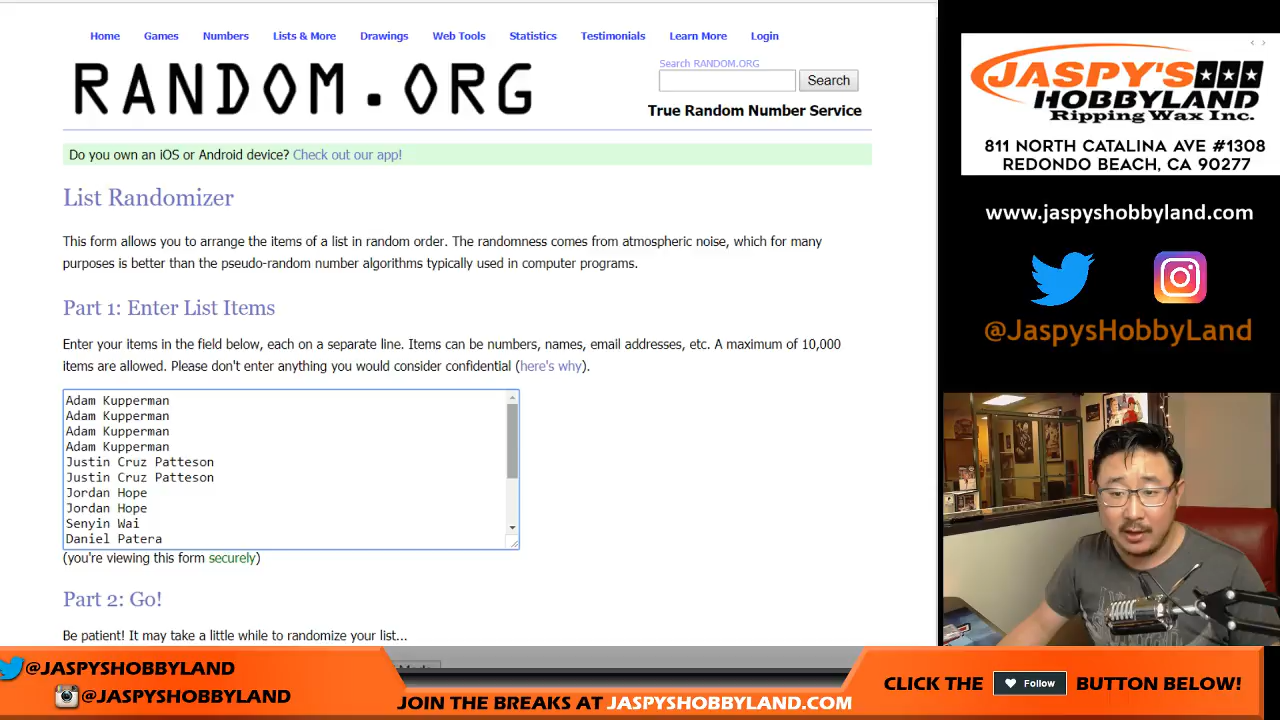 Home Games Numbers Lists & More Drawings Web Tools Statistics Testimonials Learn More Login
RANDOM.ORG
Search RANDOM.ORG
Search
True Random Number Service
Do you own an iOS or Android device? Check out our app!
List Randomizer
This form allows you to arrange the items of a list in random order. The randomness comes from atmospheric noise, which for many
purposes is better than the pseudo-random number algorithms typically used in computer programs.
Part 1: Enter List Items
Enter your items in the field below, each on a separate line. Items can be numbers, names, email addresses, etc. A maximum of 10,000
items are allowed. Please don't enter anything you would consider confidential (here's why).
Adam Kupperman
Adam Kupperman
Adam Kupperman
Adam Kupperman
Justin Cruz Patteson
Justin Cruz Patteson
Jordan Hope
Jordan Hope
Senyin Wai
Daniel Patera
(you're viewing this form securely)
Part 2: Go!
Be patient! It may take a little while to randomize your list...
JASPY'S
HOBBYLAND
Ripping Wax Inc.
811 NORTH CATALINA AVE #1308
REDONDO BEACH, CA 90277
www.jaspyshobbyland.com
@JaspysHobbyLand
@JASPYSHOBBYLAND
@JASPYSHOBBYLAND
JOIN THE BREAKS AT JASPYSHOBBYLAND.COM
CLICK THE Follow BUTTON BELOW!